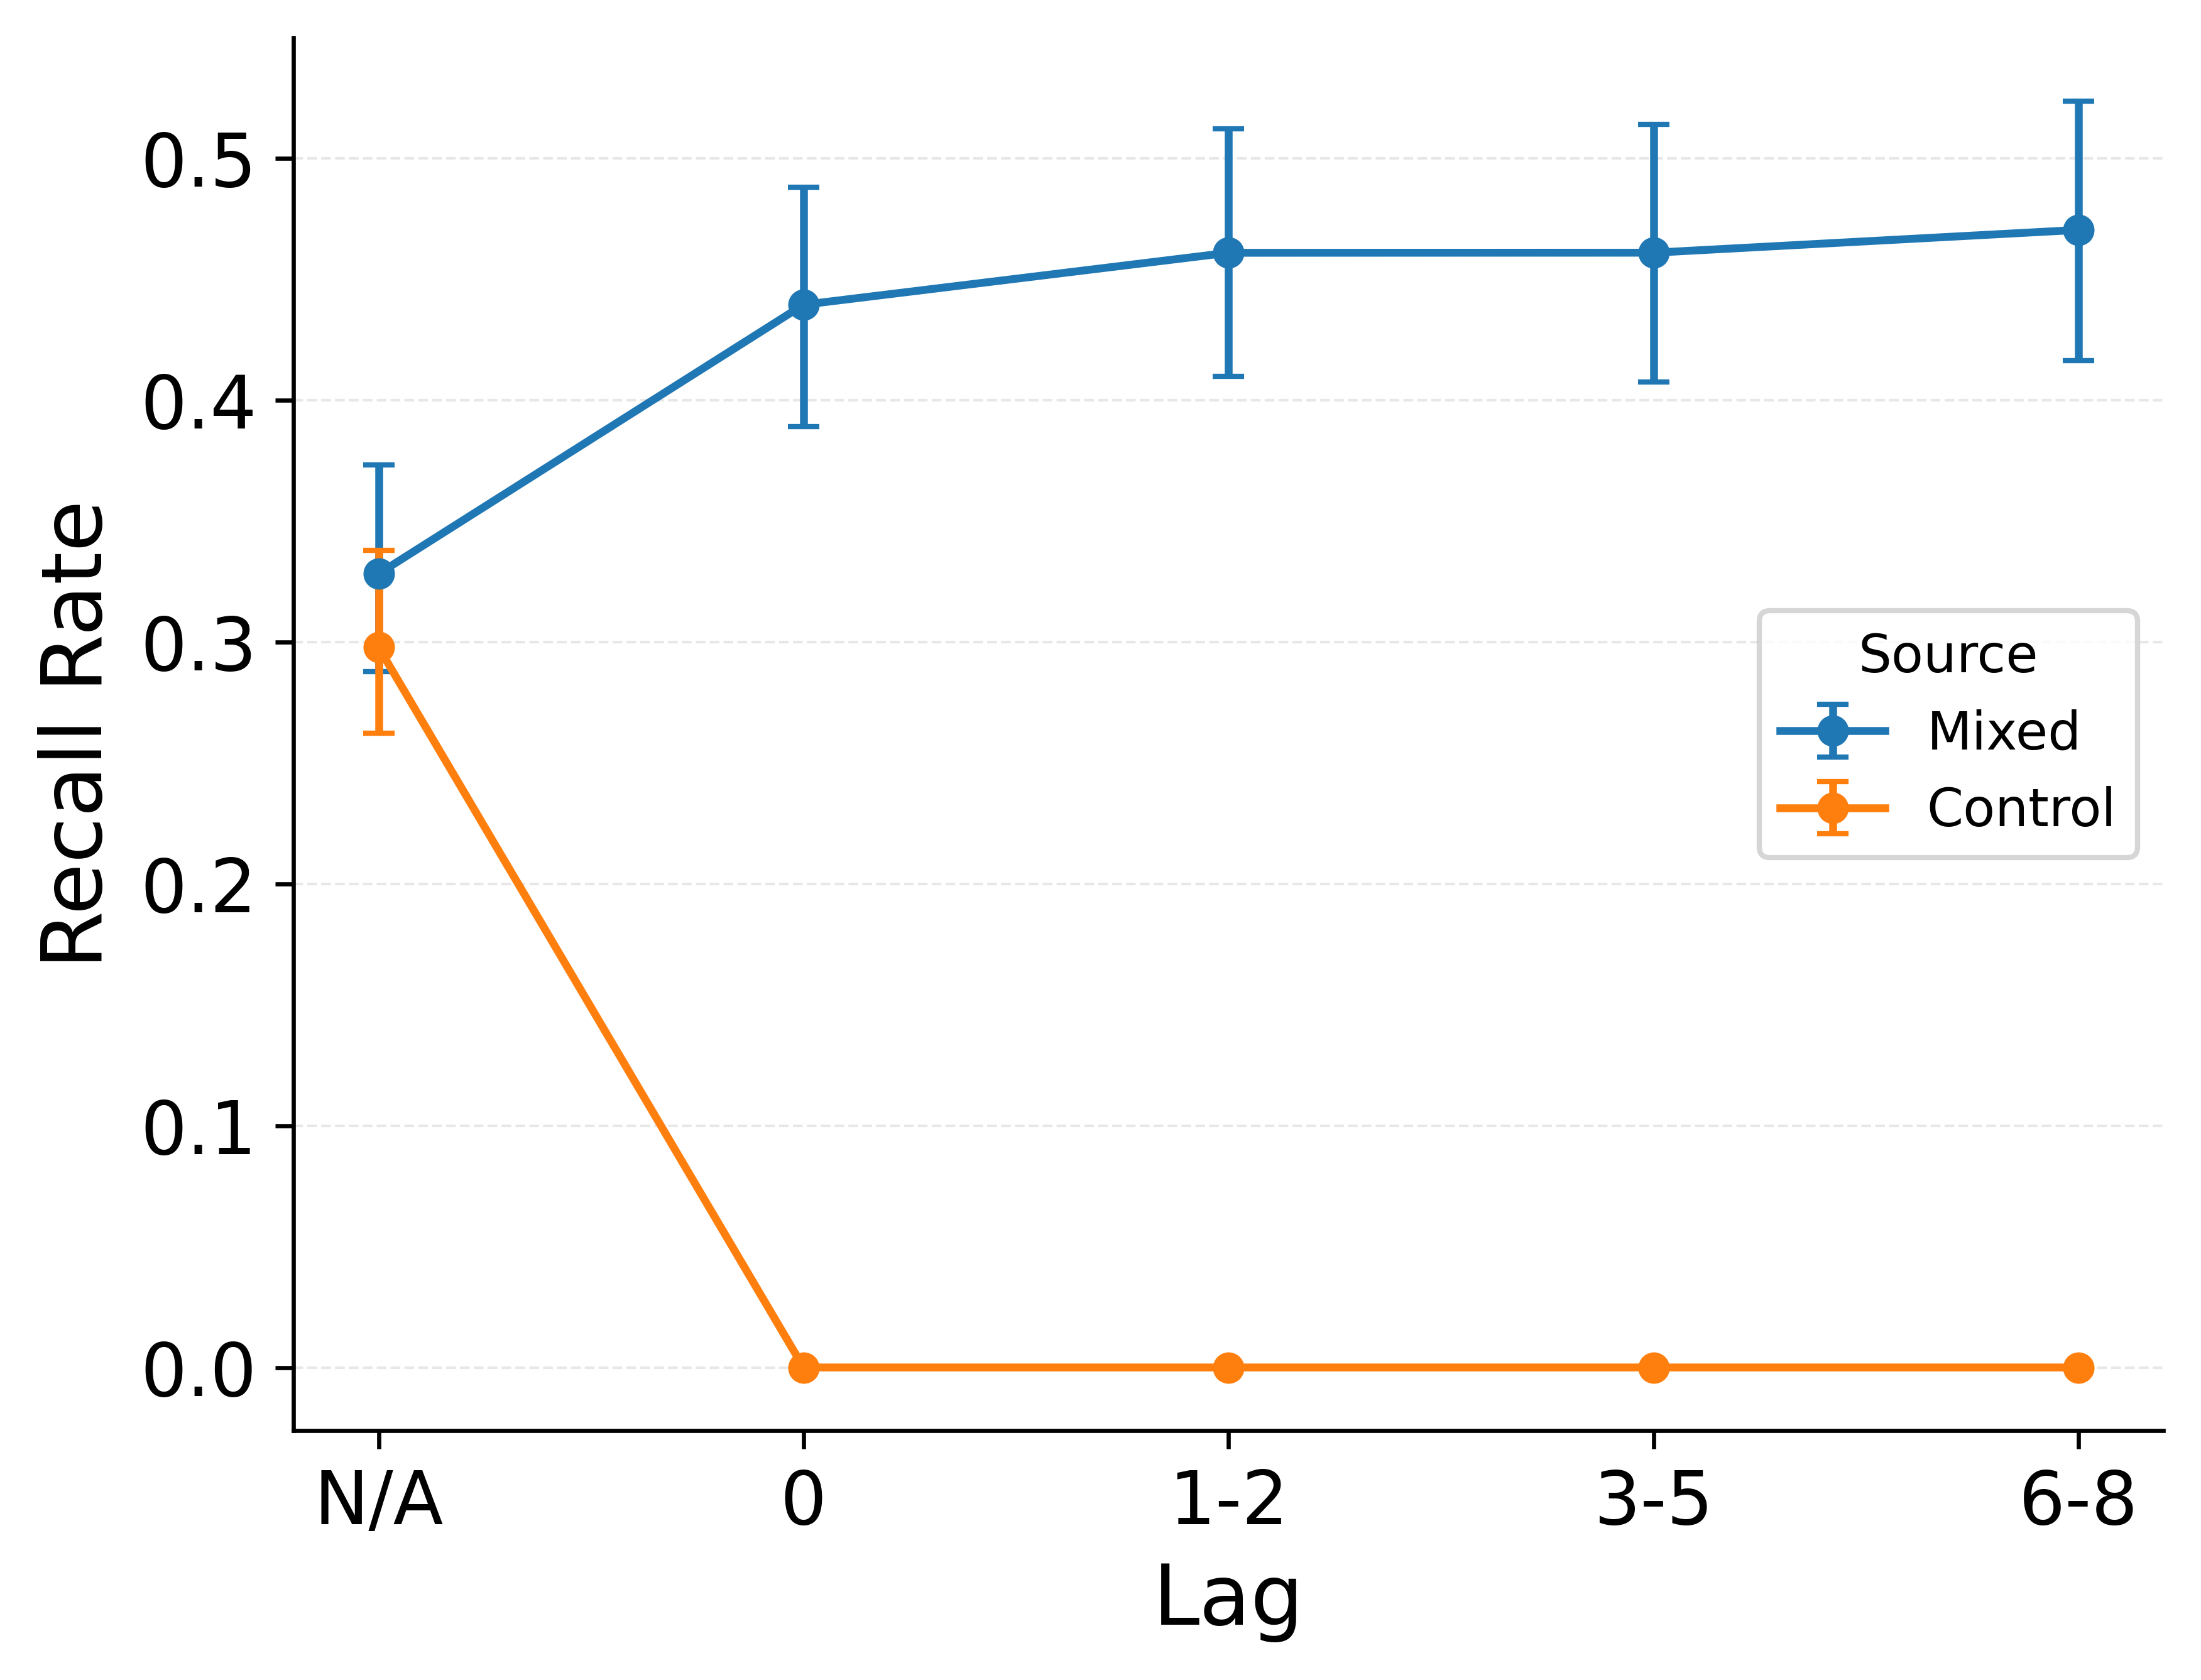 0.5
0.4
0.3
0.2
0.1
0.0
Recall Rate
Source
Mixed
Control
N/A 0 1-2 3-5 6-8
Lag